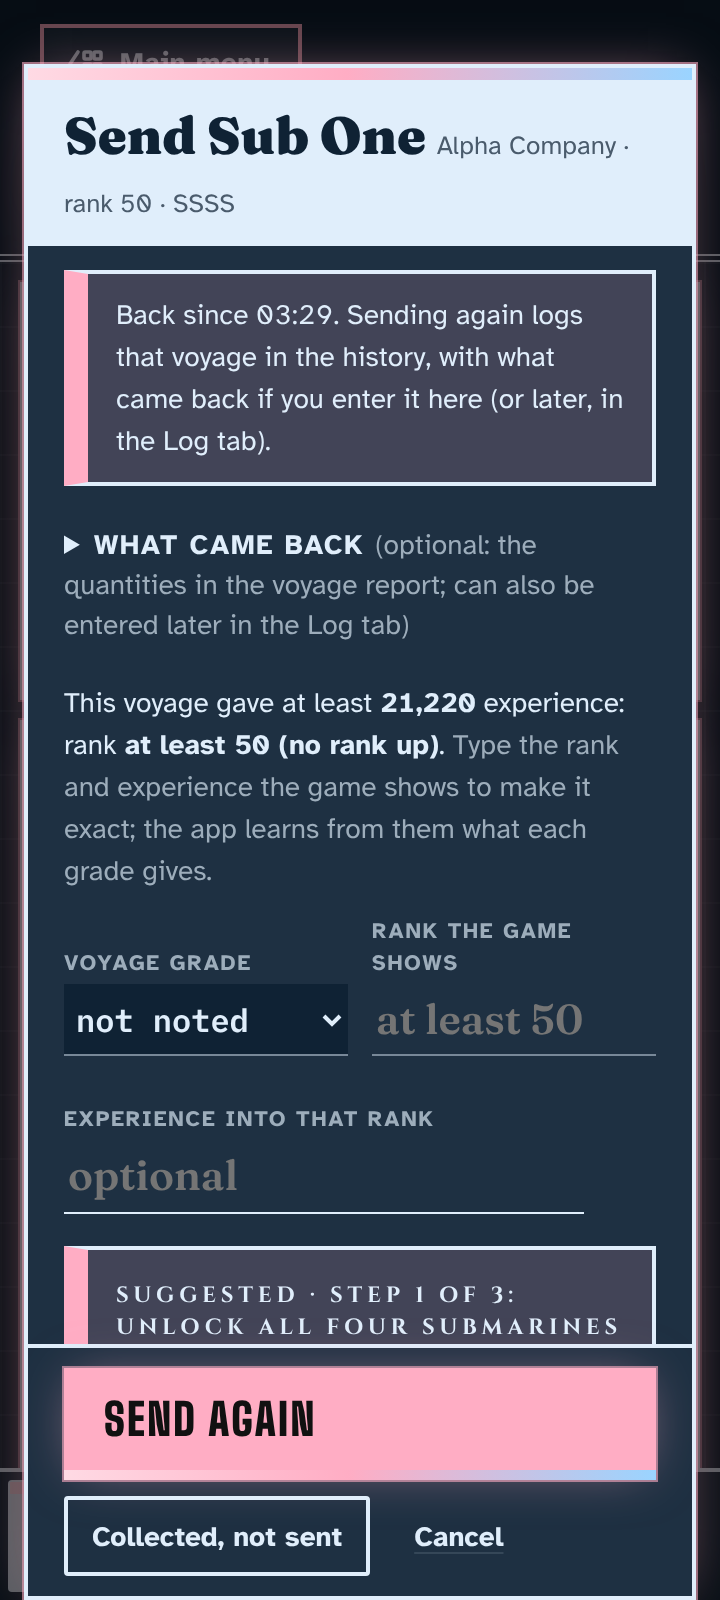 Main menu
Send Sub One Alpha Company ·
rank 50 · SSSS
Back since 03:29. Sending again logs
that voyage in the history, with what
came back if you enter it here (or later, in
the Log tab).
▶ WHAT CAME BACK (optional: the
quantities in the voyage report; can also be
entered later in the Log tab)
This voyage gave at least 21,220 experience:
rank at least 50 (no rank up). Type the rank
and experience the game shows to make it
exact; the app learns from them what each
grade gives.
VOYAGE GRADE
not noted
RANK THE GAME
SHOWS
at least 50
EXPERIENCE INTO THAT RANK
optional
SUGGESTED · STEP 1 OF 3:
UNLOCK ALL FOUR SUBMARINES
SEND AGAIN
Collected, not sent
Cancel